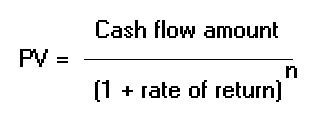 Cash flow amount
PV =
(1 + rate of return)
n